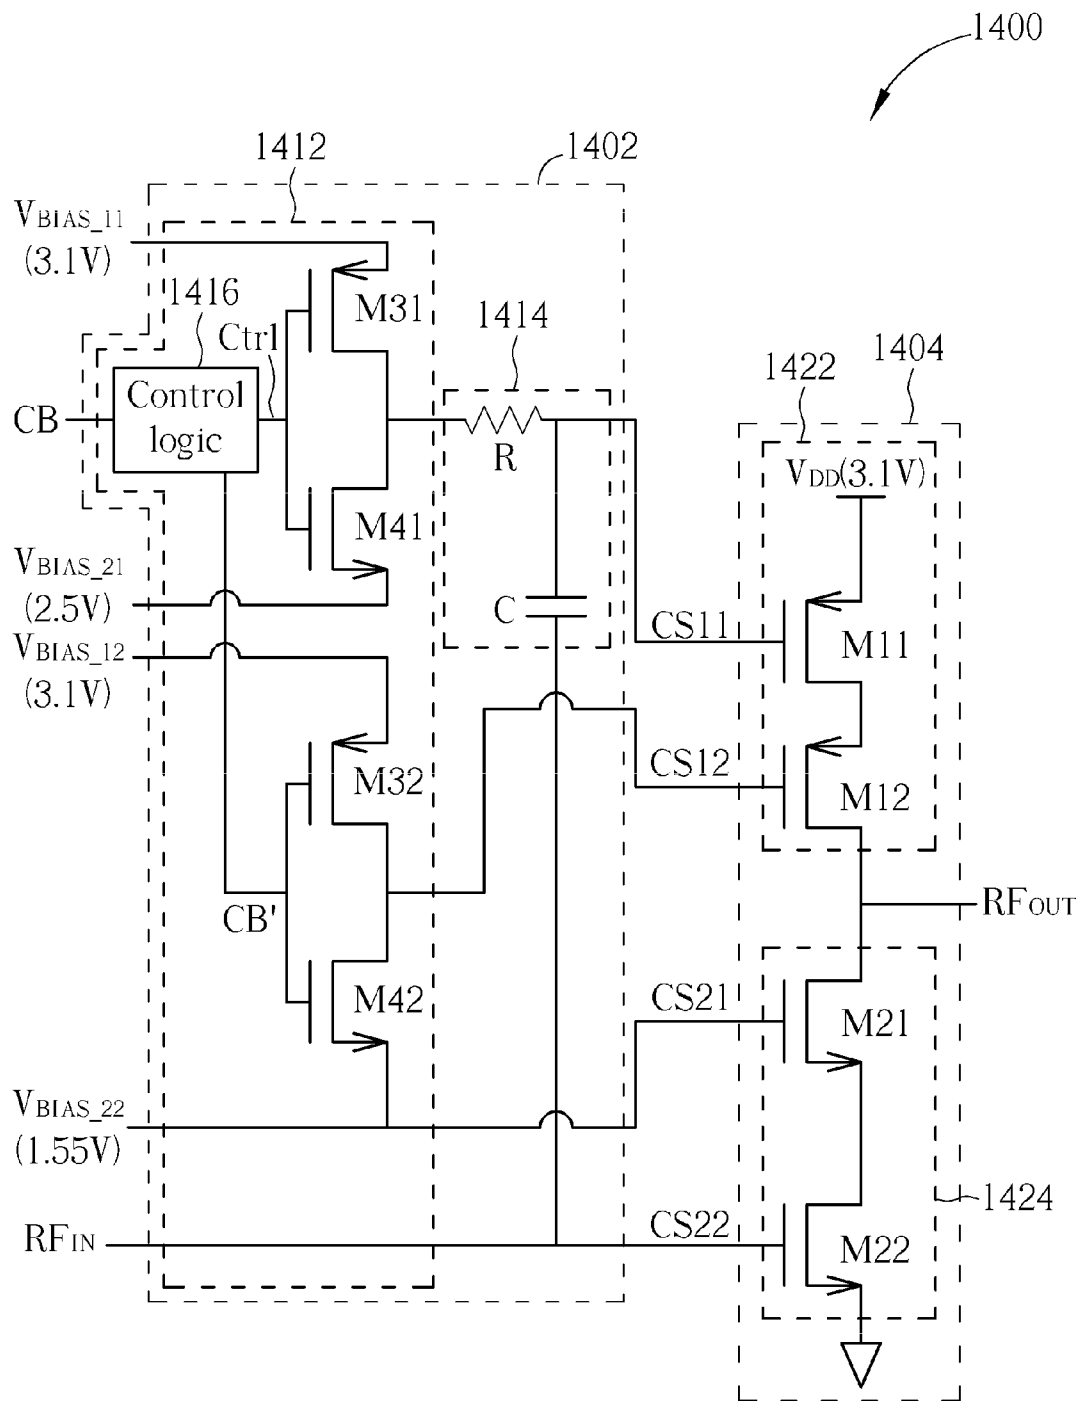 1400
1412
1402
VBIAS_11
(3.1V)
1416
Ctrl
M31
1414
1404
1422
CB
Control
logic
R
VDD(3.1V)
M41
VBIAS_21
(2.5V)
C
CS11
M11
VBIAS_12
(3.1V)
M32
CS12
M12
CB'
RFOUT
M42
CS21
M21
VBIAS_22
(1.55V)
1424
RFIN
CS22
M22